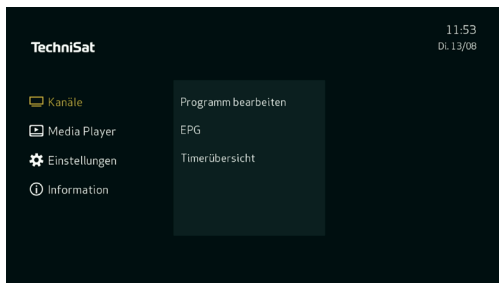 11:53
TechniSat
Di. 13/08
Kanäle
Programm bearbeiten
Media Player
EPG
Einstellungen
Timerübersicht
Information